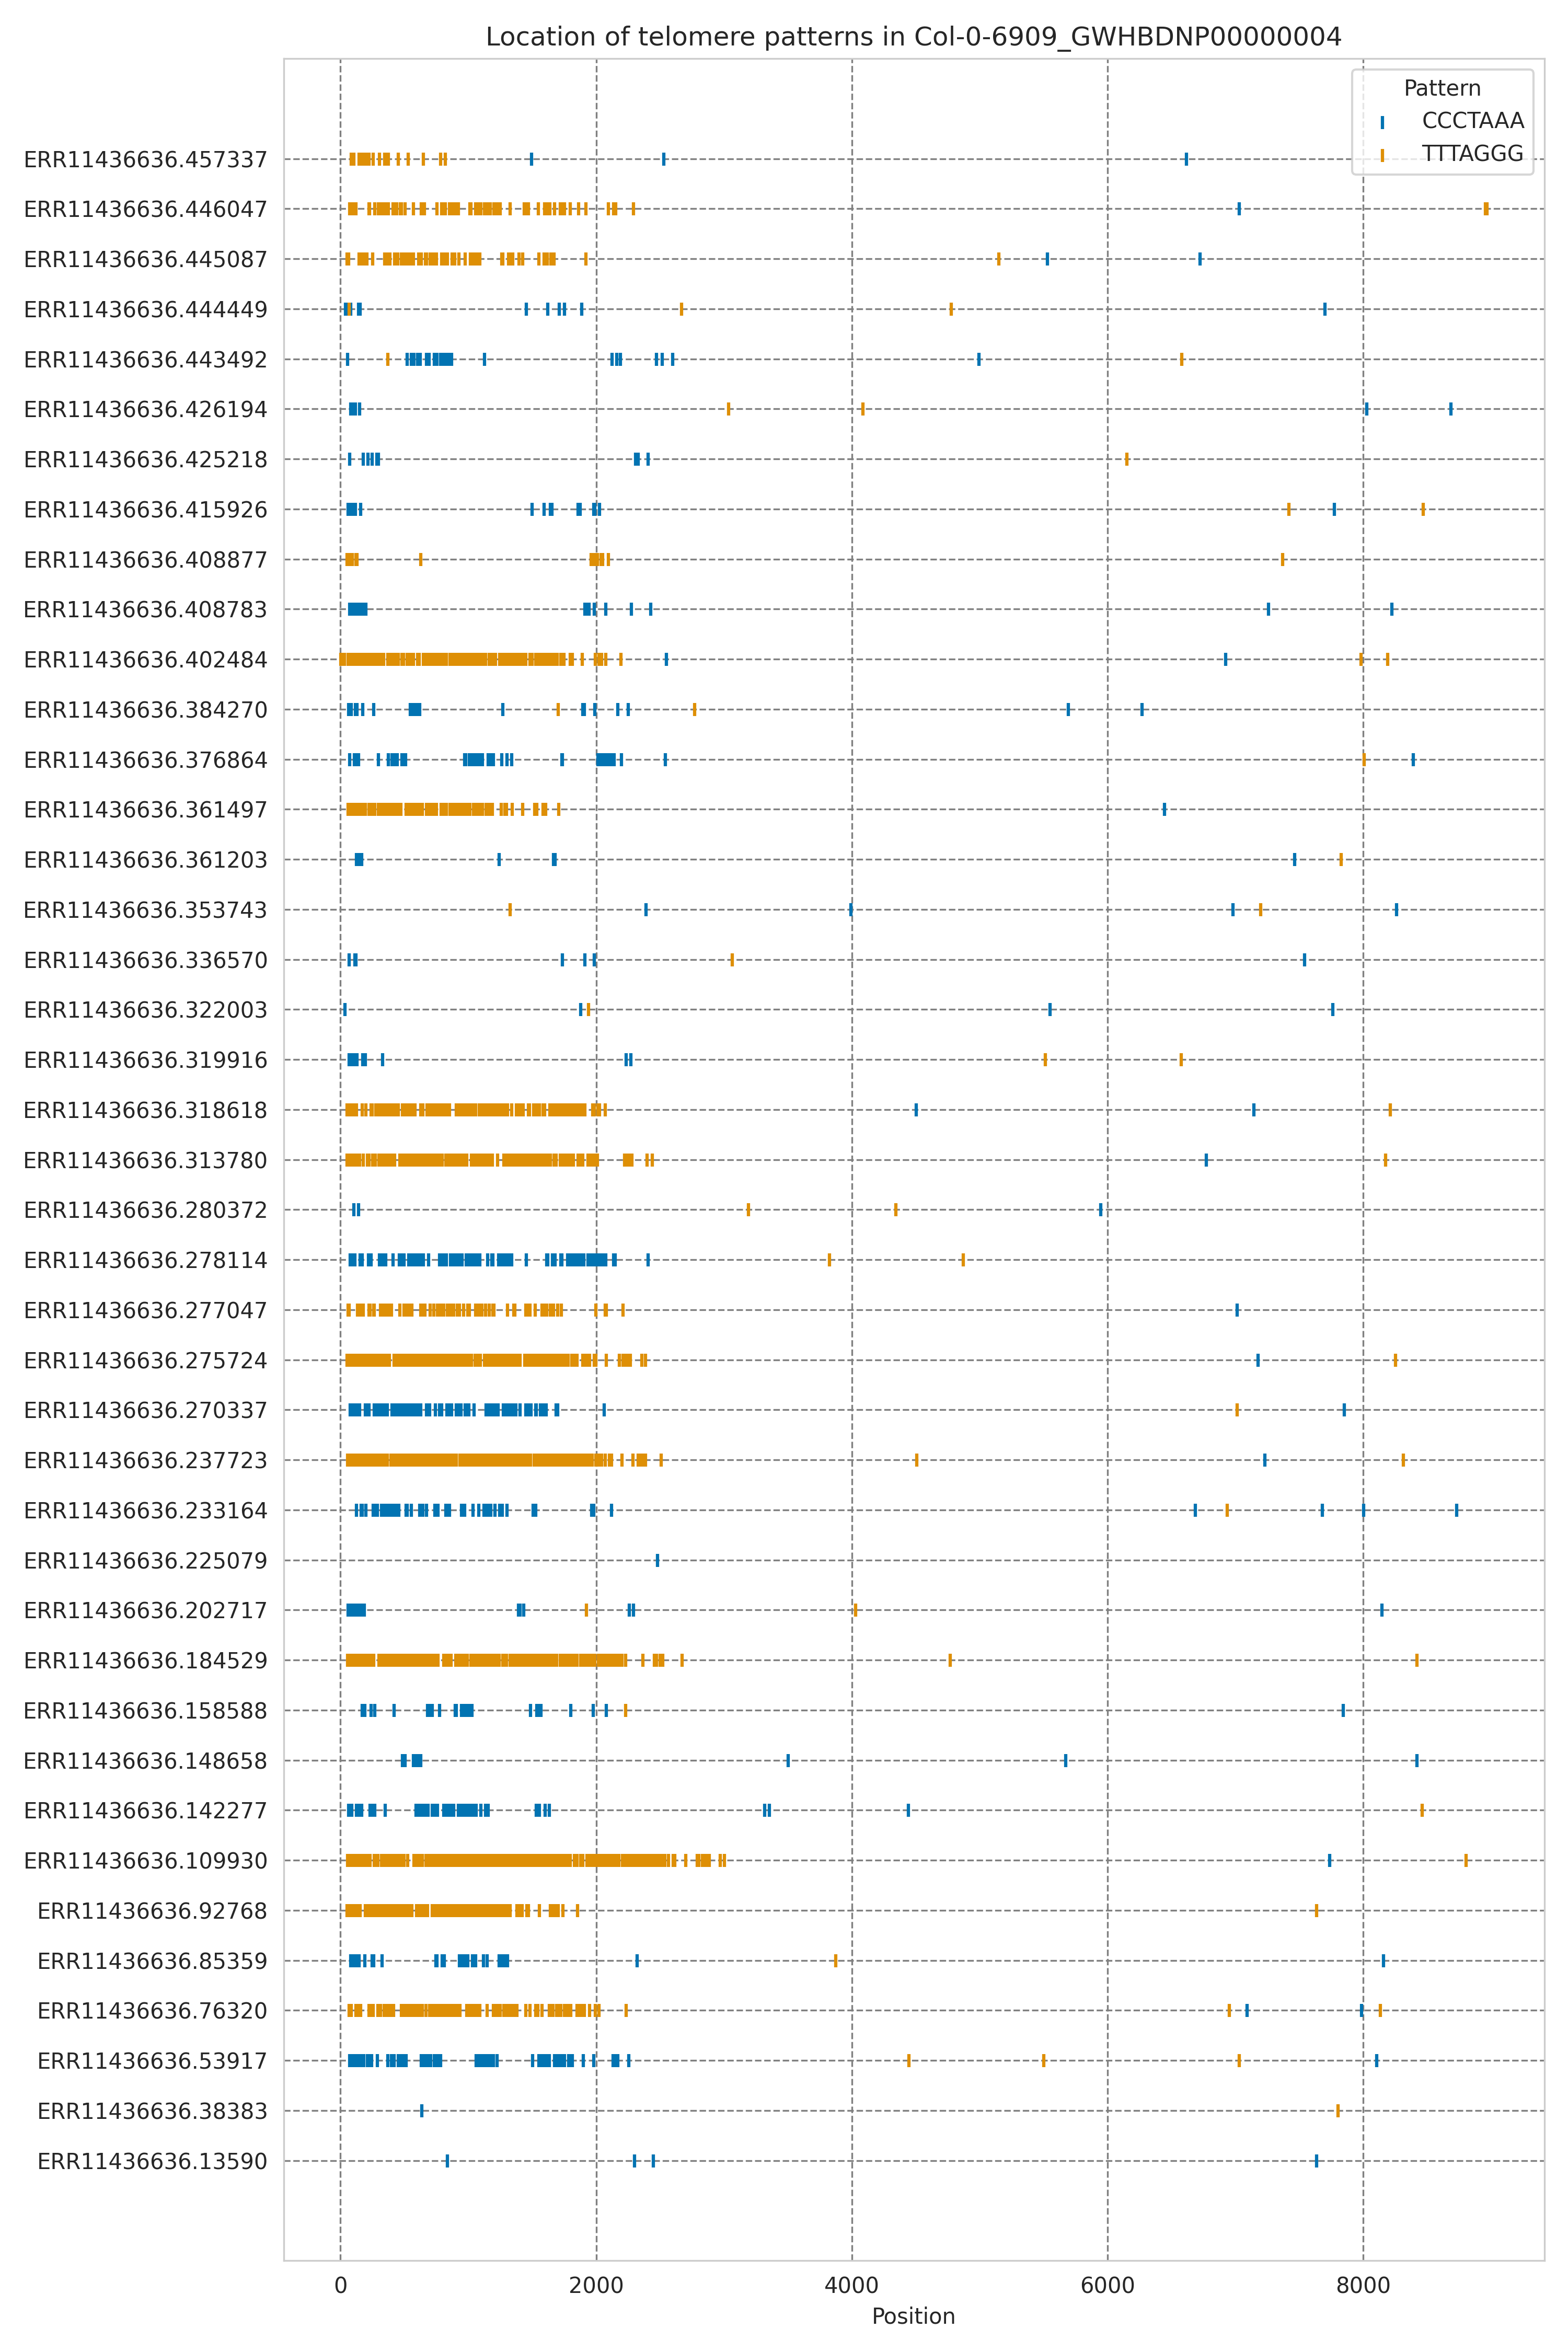 Location of telomere patterns in Col-0-6909_GWHBDNP00000004
Pattern
CCCTAAA
TTTAGGG
ERR11436636.457337
ERR11436636.446047
ERR11436636.445087
ERR11436636.444449
ERR11436636.443492
ERR11436636.426194
ERR11436636.425218
ERR11436636.415926
ERR11436636.408877
ERR11436636.408783
ERR11436636.402484
ERR11436636.384270
ERR11436636.376864
ERR11436636.361497
ERR11436636.361203
ERR11436636.353743
ERR11436636.336570
ERR11436636.322003
ERR11436636.319916
ERR11436636.318618
ERR11436636.313780
ERR11436636.280372
ERR11436636.278114
ERR11436636.277047
ERR11436636.275724
ERR11436636.270337
ERR11436636.237723
ERR11436636.233164
ERR11436636.225079
ERR11436636.202717
ERR11436636.184529
ERR11436636.158588
ERR11436636.148658
ERR11436636.142277
ERR11436636.109930
ERR11436636.92768
ERR11436636.85359
ERR11436636.76320
ERR11436636.53917
ERR11436636.38383
ERR11436636.13590
0 2000 4000 6000 8000
Position